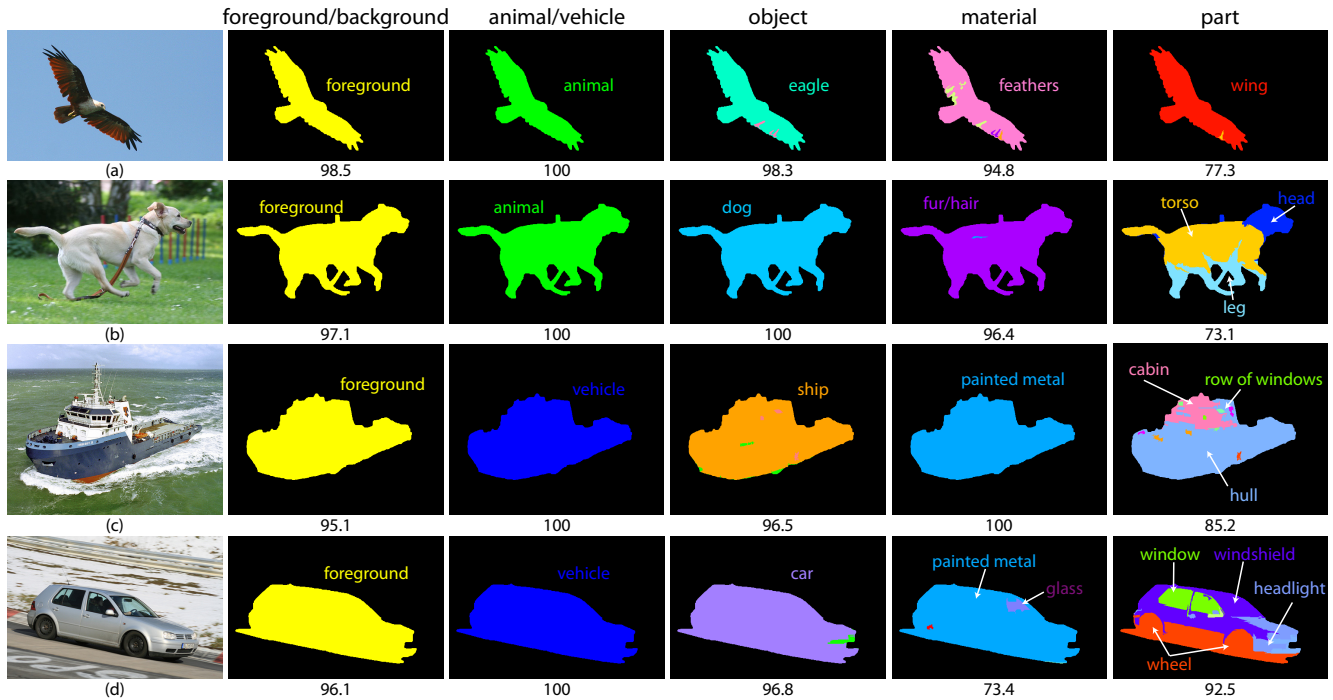 foreground/background animal/vehicle object material part
foreground animal eagle feathers wing
(a) 98.5 100 98.3 94.8 77.3
foreground animal dog fur/hair torso head
leg
(b) 97.1 100 100 96.4 73.1
foreground vehicle ship painted metal cabin
row of windows
hull
(c) 95.1 100 96.5 100 85.2
foreground vehicle car painted metal window windshield
glass headlight
wheel
(d) 96.1 100 96.8 73.4 92.5